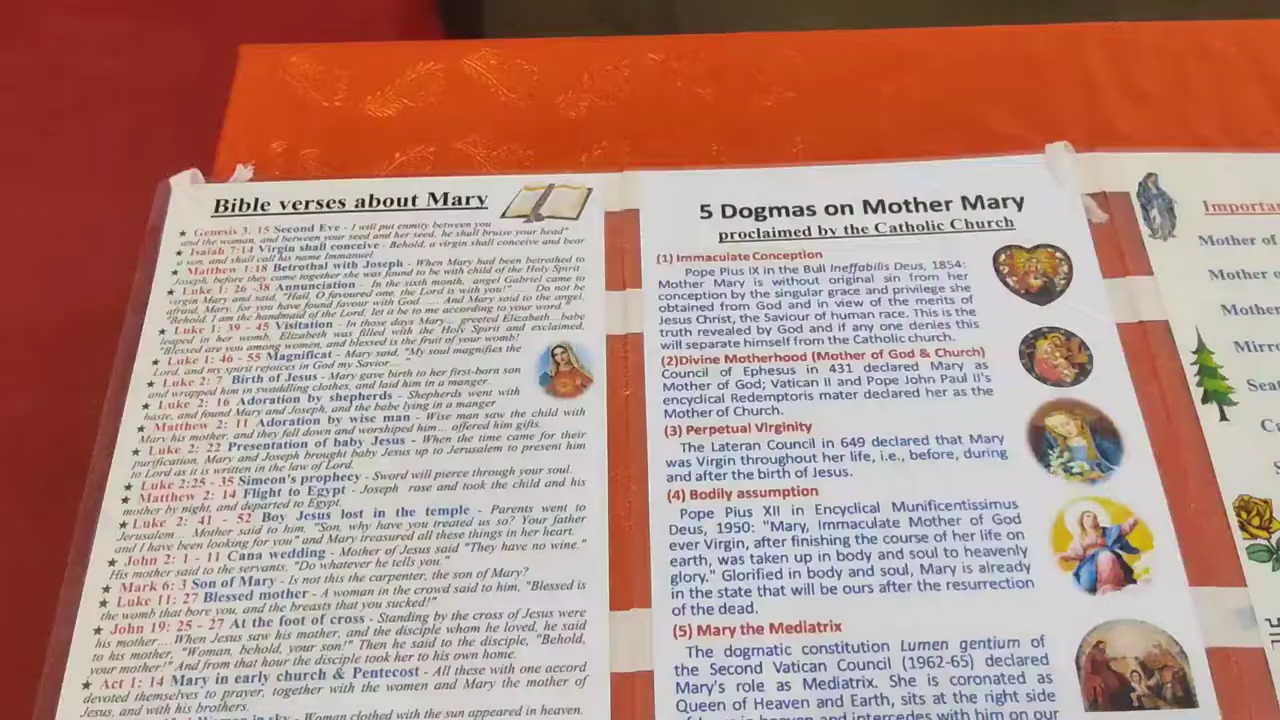 Bible verses about Mary
★ Genesis 3: 15 Second Eve - I will put enmity between you
and the woman, and between your seed and her seed, he shall bruise your head"
★ Isaiah 7:14 Virgin shall conceive - Behold, a virgin shall conceive and bear
a son, and shall call his name Immanuel
★ Matthew 1:18 Betrothal with Joseph - When Mary had been betrothed to
Joseph, before they came together she was found to be with child of the Holy Spirit
★ Luke 1: 26 -38 Annunciation - In the sixth month, angel Gabriel came to
virgin Mary and said, "Hail, O favoured one, the Lord is with you!" ..... Do not be
afraid, Mary, for you have found favour with God. ... And Mary said to the angel,
"Behold, I am the handmaid of the Lord, let it be to me according to your word."
★ Luke 1: 39 - 45 Visitation - In those days Mary... greeted Elizabeth... babe
leaped in her womb, Elizabeth was filled with the Holy Spirit and exclaimed,
"Blessed are you among women, and blessed is the fruit of your womb!
★ Luke 1: 46 - 55 Magnificat - Mary said, "My soul magnifies the
Lord, and my spirit rejoices in God my Savior... "
★ Luke 2: 7 Birth of Jesus - Mary gave birth to her first-born son
and wrapped him in swaddling clothes, and laid him in a manger.
★ Luke 2: 16 Adoration by shepherds - Shepherds went with
haste, and found Mary and Joseph, and the babe lying in a manger
★ Matthew 2: 11 Adoration by wise man - Wise man saw the child with
Mary his mother, and they fell down and worshiped him... offered him gifts.
★ Luke 2: 22 Presentation of baby Jesus - When the time came for their
purification, Mary and Joseph brought baby Jesus up to Jerusalem to present him
to Lord as it is written in the law of Lord.
★ Luke 2:25 - 35 Simeon's prophecy - Sword will pierce through your soul.
★ Matthew 2: 14 Flight to Egypt - Joseph rose and took the child and his
mother by night, and departed to Egypt.
★ Luke 2: 41 - 52 Boy Jesus lost in the temple - Parents went to
Jerusalem... Mother said to him, "Son, why have you treated us so? Your father
and I have been looking for you" and Mary treasured all these things in her heart.
★ John 2: 1 - 11 Cana wedding - Mother of Jesus said "They have no wine."
His mother said to the servants, "Do whatever he tells you."
★ Mark 6: 3 Son of Mary - Is not this the carpenter, the son of Mary?
★ Luke 11: 27 Blessed mother - A woman in the crowd said to him, "Blessed is
the womb that bore you, and the breasts that you sucked!"
★ John 19: 25 - 27 At the foot of cross - Standing by the cross of Jesus were
his mother.... When Jesus saw his mother, and the disciple whom he loved, he said
to his mother, "Woman, behold, your son!" Then he said to the disciple, "Behold,
your mother!" And from that hour the disciple took her to his own home.
★ Act 1: 14 Mary in early church & Pentecost - All these with one accord
devoted themselves to prayer, together with the women and Mary the mother of
Jesus, and with his brothers.
Woman in sky - Woman clothed with the sun appeared in heaven.
5 Dogmas on Mother Mary
proclaimed by the Catholic Church
(1) Immaculate Conception
Pope Pius IX in the Bull Ineffabilis Deus, 1854:
Mother Mary is without original sin from her
conception by the singular grace and privilege she
obtained from God and in view of the merits of
Jesus Christ, the Saviour of human race. This is the
truth revealed by God and if any one denies this
will separate himself from the Catholic church.
(2)Divine Motherhood (Mother of God & Church)
Council of Ephesus in 431 declared Mary as
Mother of God; Vatican II and Pope John Paul II's
encyclical Redemptoris mater declared her as the
Mother of Church.
(3) Perpetual Virginity
The Lateran Council in 649 declared that Mary
was Virgin throughout her life, i.e., before, during
and after the birth of Jesus.
(4) Bodily assumption
Pope Pius XII in Encyclical Munificentissimus
Deus, 1950: "Mary, Immaculate Mother of God
ever Virgin, after finishing the course of her life on
earth, was taken up in body and soul to heavenly
glory." Glorified in body and soul, Mary is already
in the state that will be ours after the resurrection
of the dead.
(5) Mary the Mediatrix
The dogmatic constitution Lumen gentium of
the Second Vatican Council (1962-65) declared
Mary's role as Mediatrix. She is coronated as
Queen of Heaven and Earth, sits at the right side
of Jesus in heaven and intercedes with him on our
Importan
Mother of
Mother o
Mother
Mirro
Sea
C
S